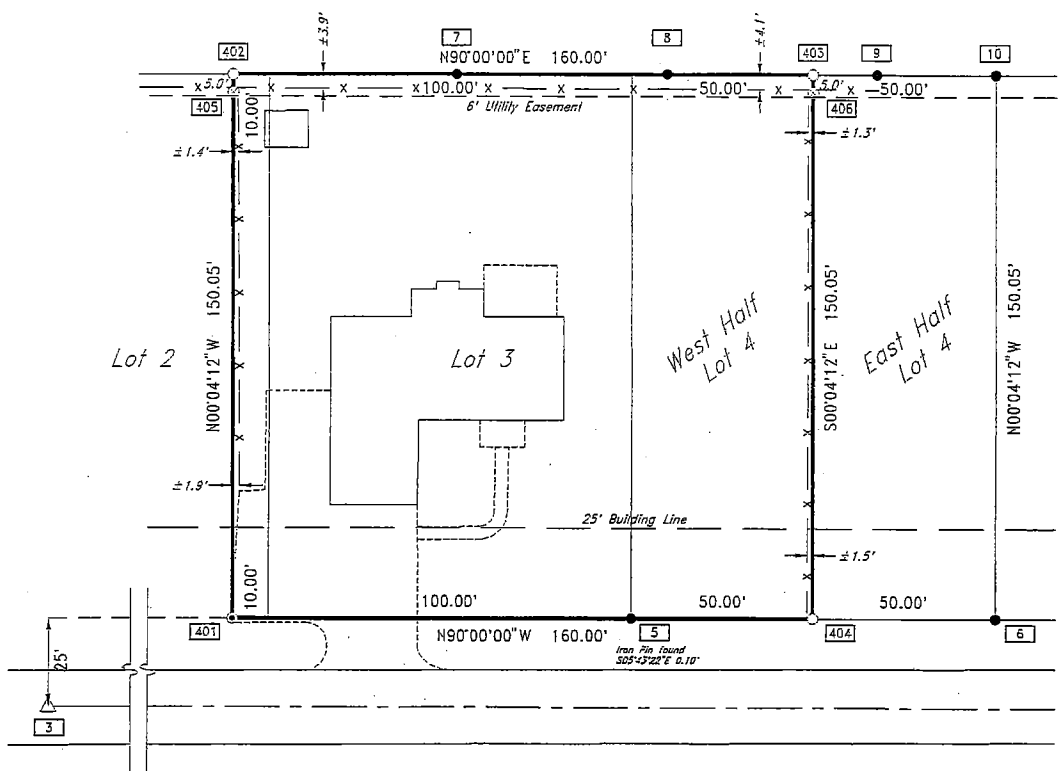 ±3.9'
±4.1'
402
7
8
403
9
10
N90°00'00"E 160.00'
5.0'
100.00'
50.00'
5.0'
50.00'
6' Utility Easement
405
406
10.00'
±1.4'
±1.3'
N00°04'12"W 150.05'
S00°04'12"E 150.05'
N00°04'12"W 150.05'
Lot 2
Lot 3
West Half
Lot 4
East Half
Lot 4
±1.9'
25' Building Line
±1.5'
10.00'
100.00'
50.00'
50.00'
401
N90°00'00"W 160.00'
5
404
6
Iron Pin found
S05°43'22"E 0.10'
25'
3